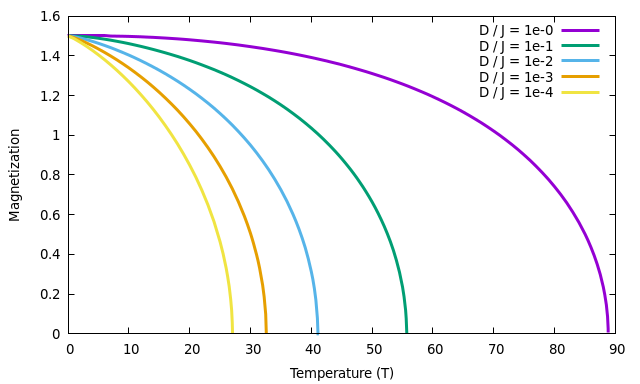 1.6
1.4
1.2
1
0.8
0.6
0.4
0.2
0
Magnetization
D / J = 1e-0
D / J = 1e-1
D / J = 1e-2
D / J = 1e-3
D / J = 1e-4
0 10 20 30 40 50 60 70 80 90
Temperature (T)